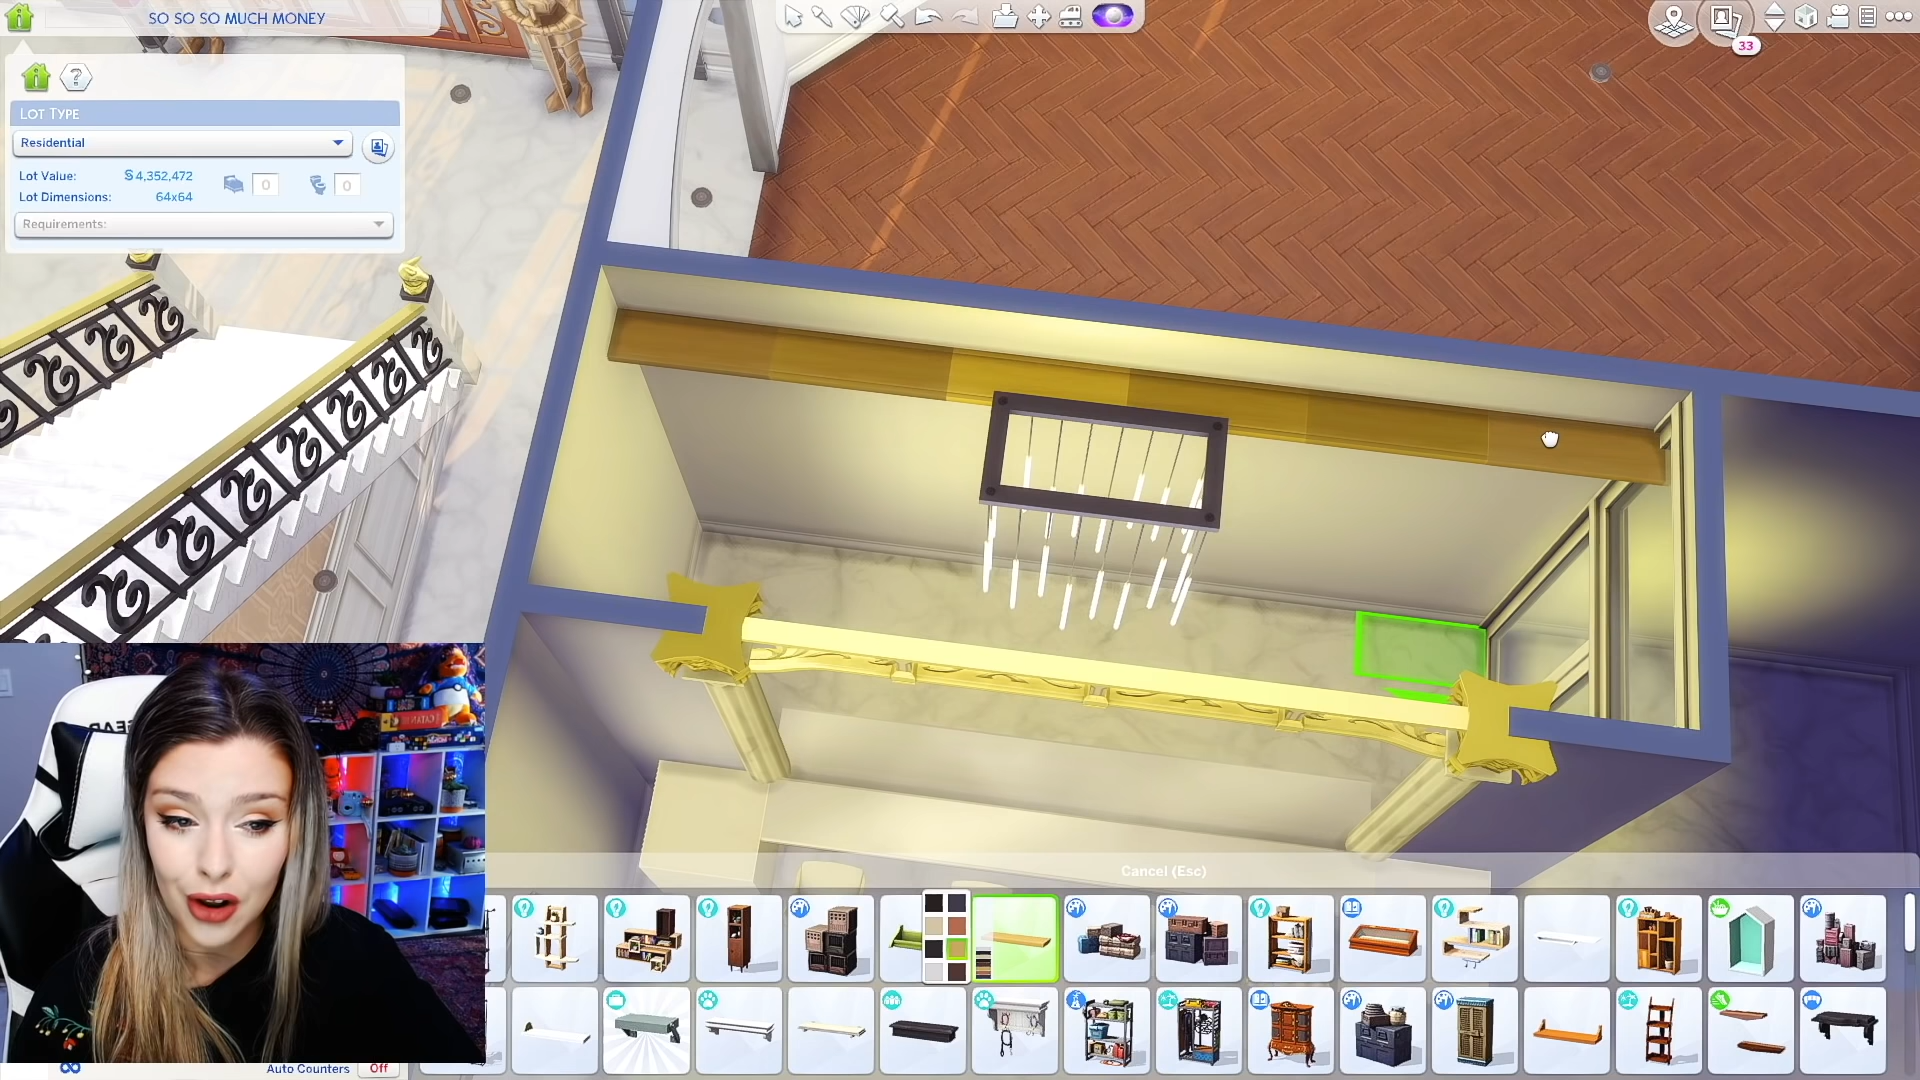 SO SO SO MUCH MONEY
33
LOT TYPE
Residential
Lot Value: §4,352,472
0
0
Lot Dimensions: 64x64
Requirements:
CATAN
Cancel (Esc)
Auto Counters Off